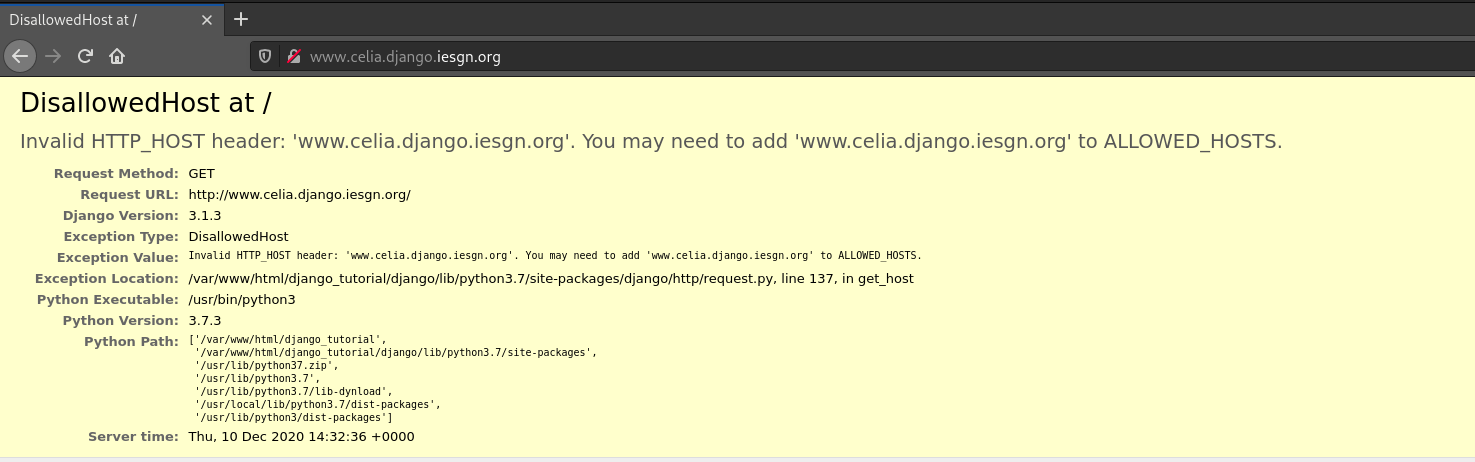 DisallowedHost at /
www.celia.django.iesgn.org
DisallowedHost at /
Invalid HTTP_HOST header: 'www.celia.django.iesgn.org'. You may need to add 'www.celia.django.iesgn.org' to ALLOWED_HOSTS.
Request Method: GET
Request URL: http://www.celia.django.iesgn.org/
Django Version: 3.1.3
Exception Type: DisallowedHost
Exception Value: Invalid HTTP_HOST header: 'www.celia.django.iesgn.org'. You may need to add 'www.celia.django.iesgn.org' to ALLOWED_HOSTS.
Exception Location: /var/www/html/django_tutorial/django/lib/python3.7/site-packages/django/http/request.py, line 137, in get_host
Python Executable: /usr/bin/python3
Python Version: 3.7.3
Python Path: ['/var/www/html/django_tutorial',
'/var/www/html/django_tutorial/django/lib/python3.7/site-packages',
'/usr/lib/python37.zip',
'/usr/lib/python3.7',
'/usr/lib/python3.7/lib-dynload',
'/usr/local/lib/python3.7/dist-packages',
'/usr/lib/python3/dist-packages']
Server time: Thu, 10 Dec 2020 14:32:36 +0000